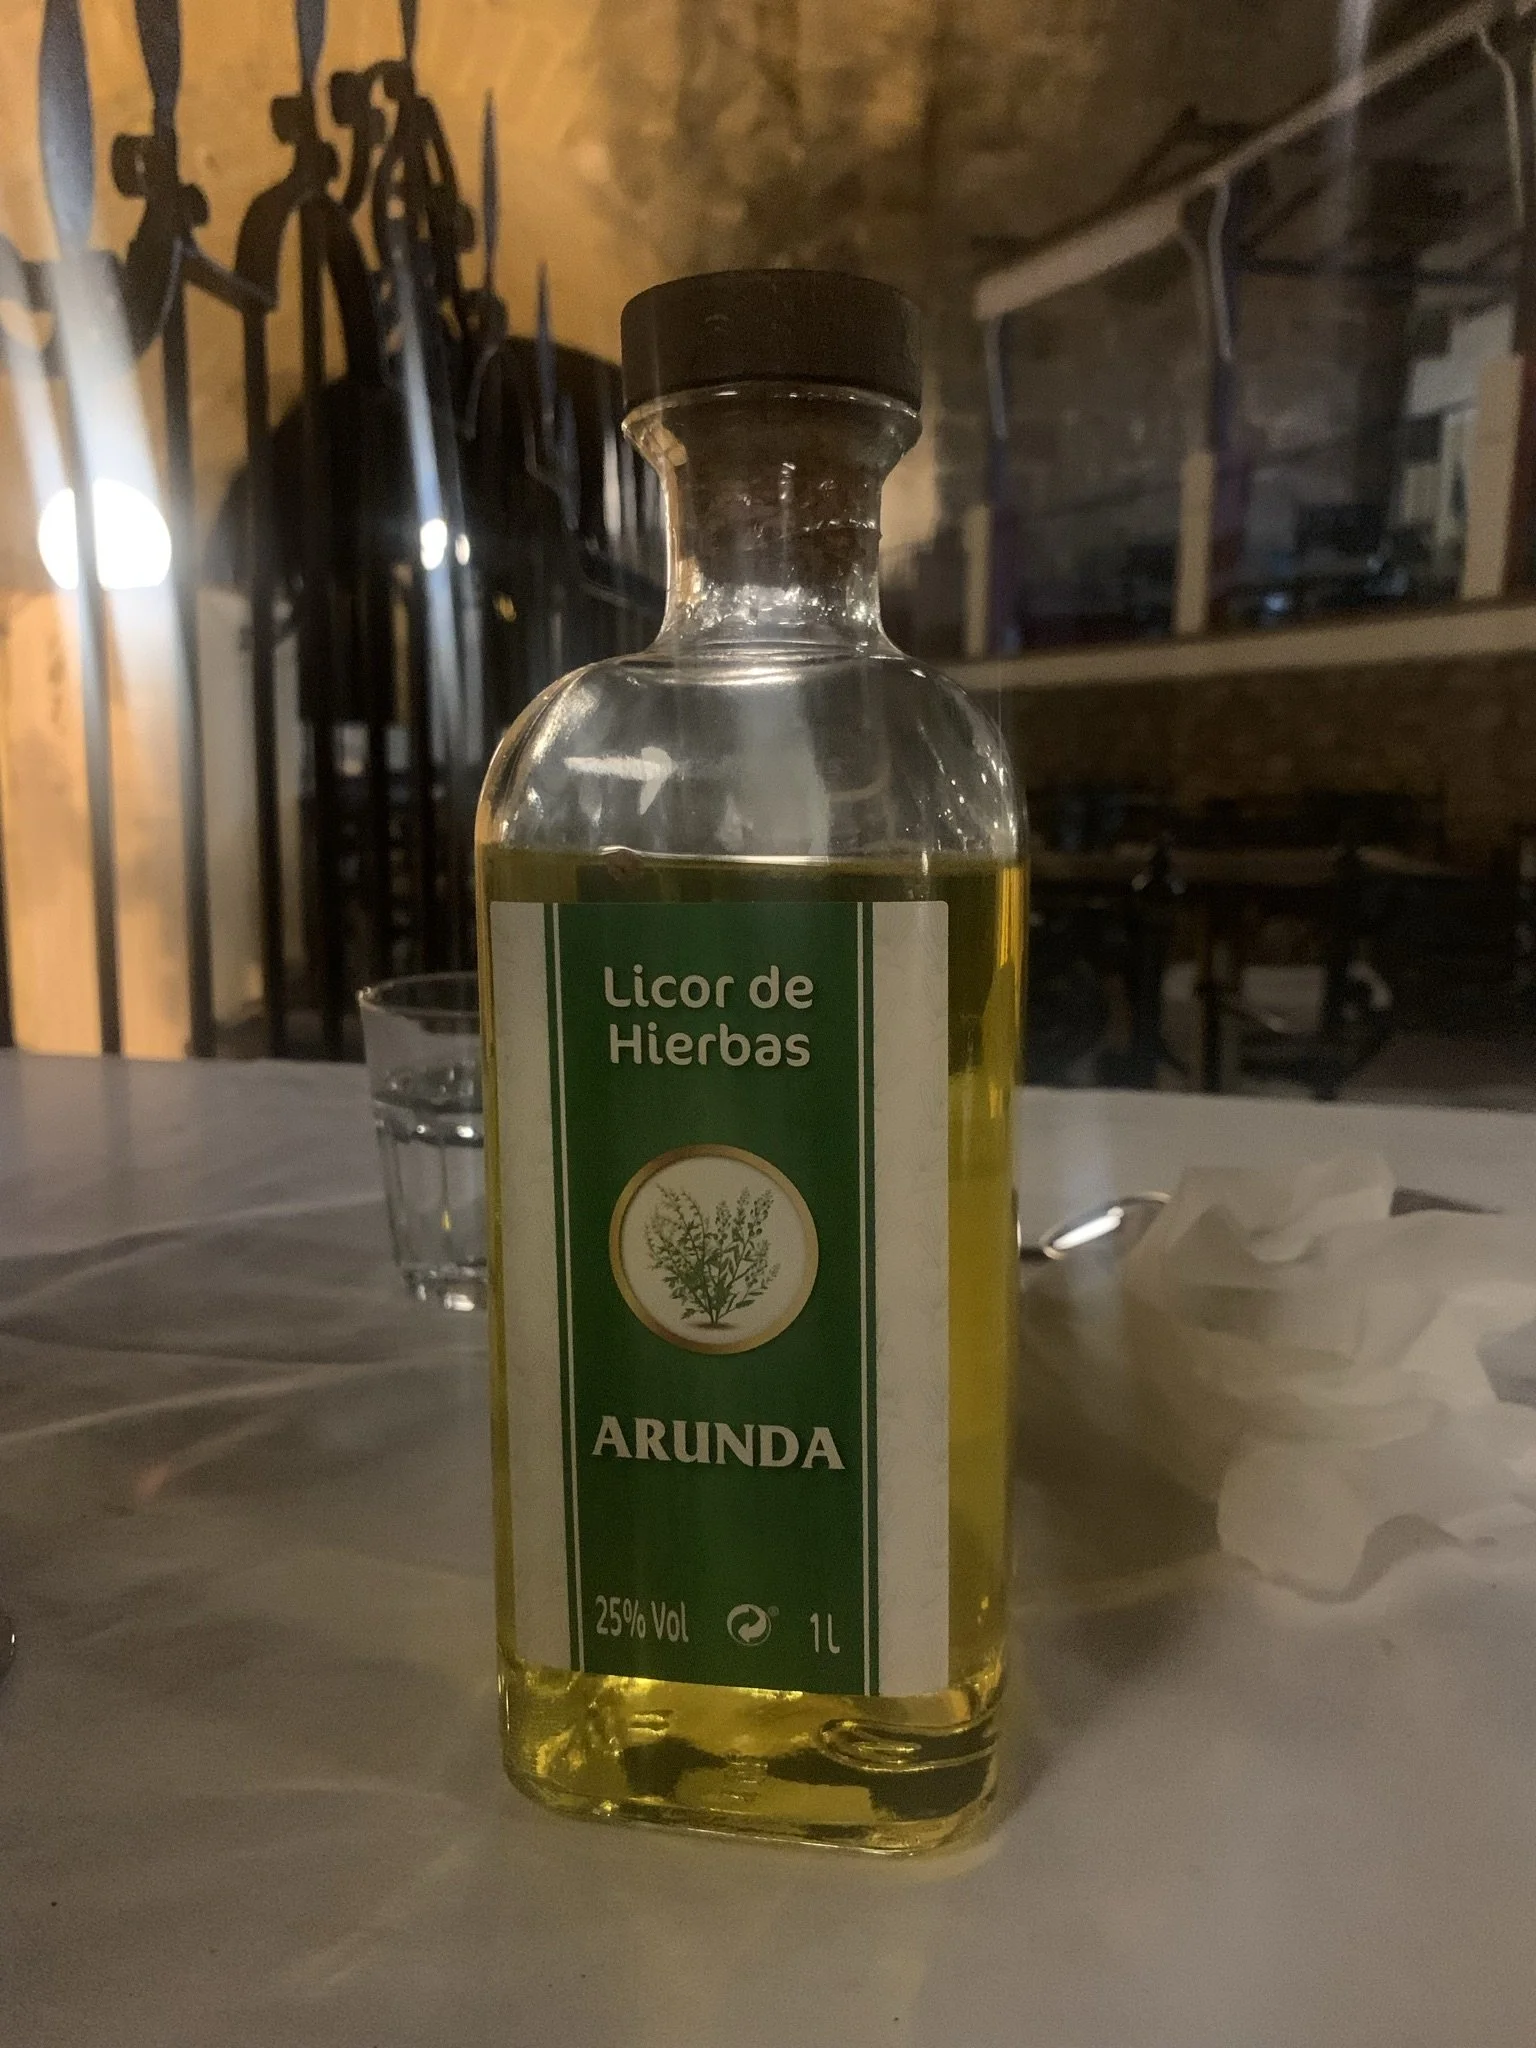 Licor de
Hierbas
ARUNDA
25% Vol 1L